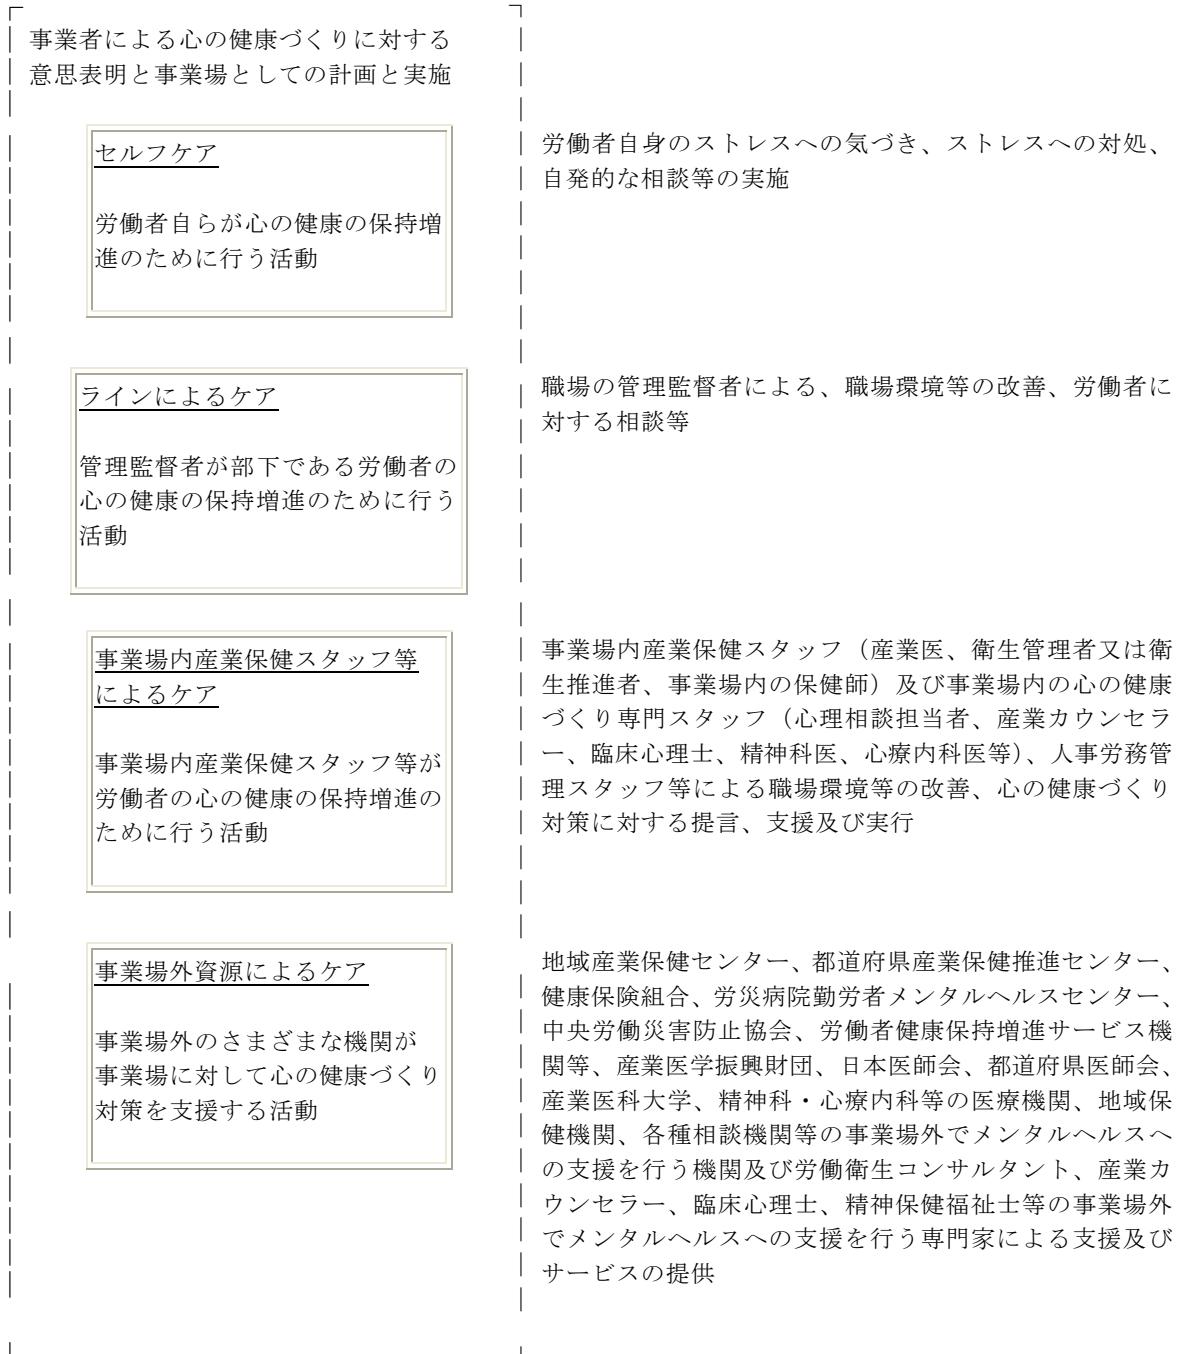 事業者による心の健康づくりに対する
意思表明と事業場としての計画と実施
セルフケア
労働者自らが心の健康の保持増
進のために行う活動
労働者自身のストレスへの気づき、ストレスへの対処、
自発的な相談等の実施
ラインによるケア
管理監督者が部下である労働者の
心の健康の保持増進のために行う
活動
職場の管理監督者による、職場環境等の改善、労働者に
対する相談等
事業場内産業保健スタッフ等
によるケア
事業場内産業保健スタッフ等が
労働者の心の健康の保持増進の
ために行う活動
事業場内産業保健スタッフ（産業医、衛生管理者又は衛
生推進者、事業場内の保健師）及び事業場内の心の健康
づくり専門スタッフ（心理相談担当者、産業カウンセラ
ー、臨床心理士、精神科医、心療内科医等）、人事労務管
理スタッフ等による職場環境等の改善、心の健康づくり
対策に対する提言、支援及び実行
事業場外資源によるケア
事業場外のさまざまな機関が
事業場に対して心の健康づくり
対策を支援する活動
地域産業保健センター、都道府県産業保健推進センター、
健康保険組合、労災病院勤労者メンタルヘルスセンター、
中央労働災害防止協会、労働者健康保持増進サービス機
関等、産業医学振興財団、日本医師会、都道府県医師会、
産業医科大学、精神科・心療内科等の医療機関、地域保
健機関、各種相談機関等の事業場外でメンタルヘルスへ
の支援を行う機関及び労働衛生コンサルタント、産業カ
ウンセラー、臨床心理士、精神保健福祉士等の事業場外
でメンタルヘルスへの支援を行う専門家による支援及び
サービスの提供